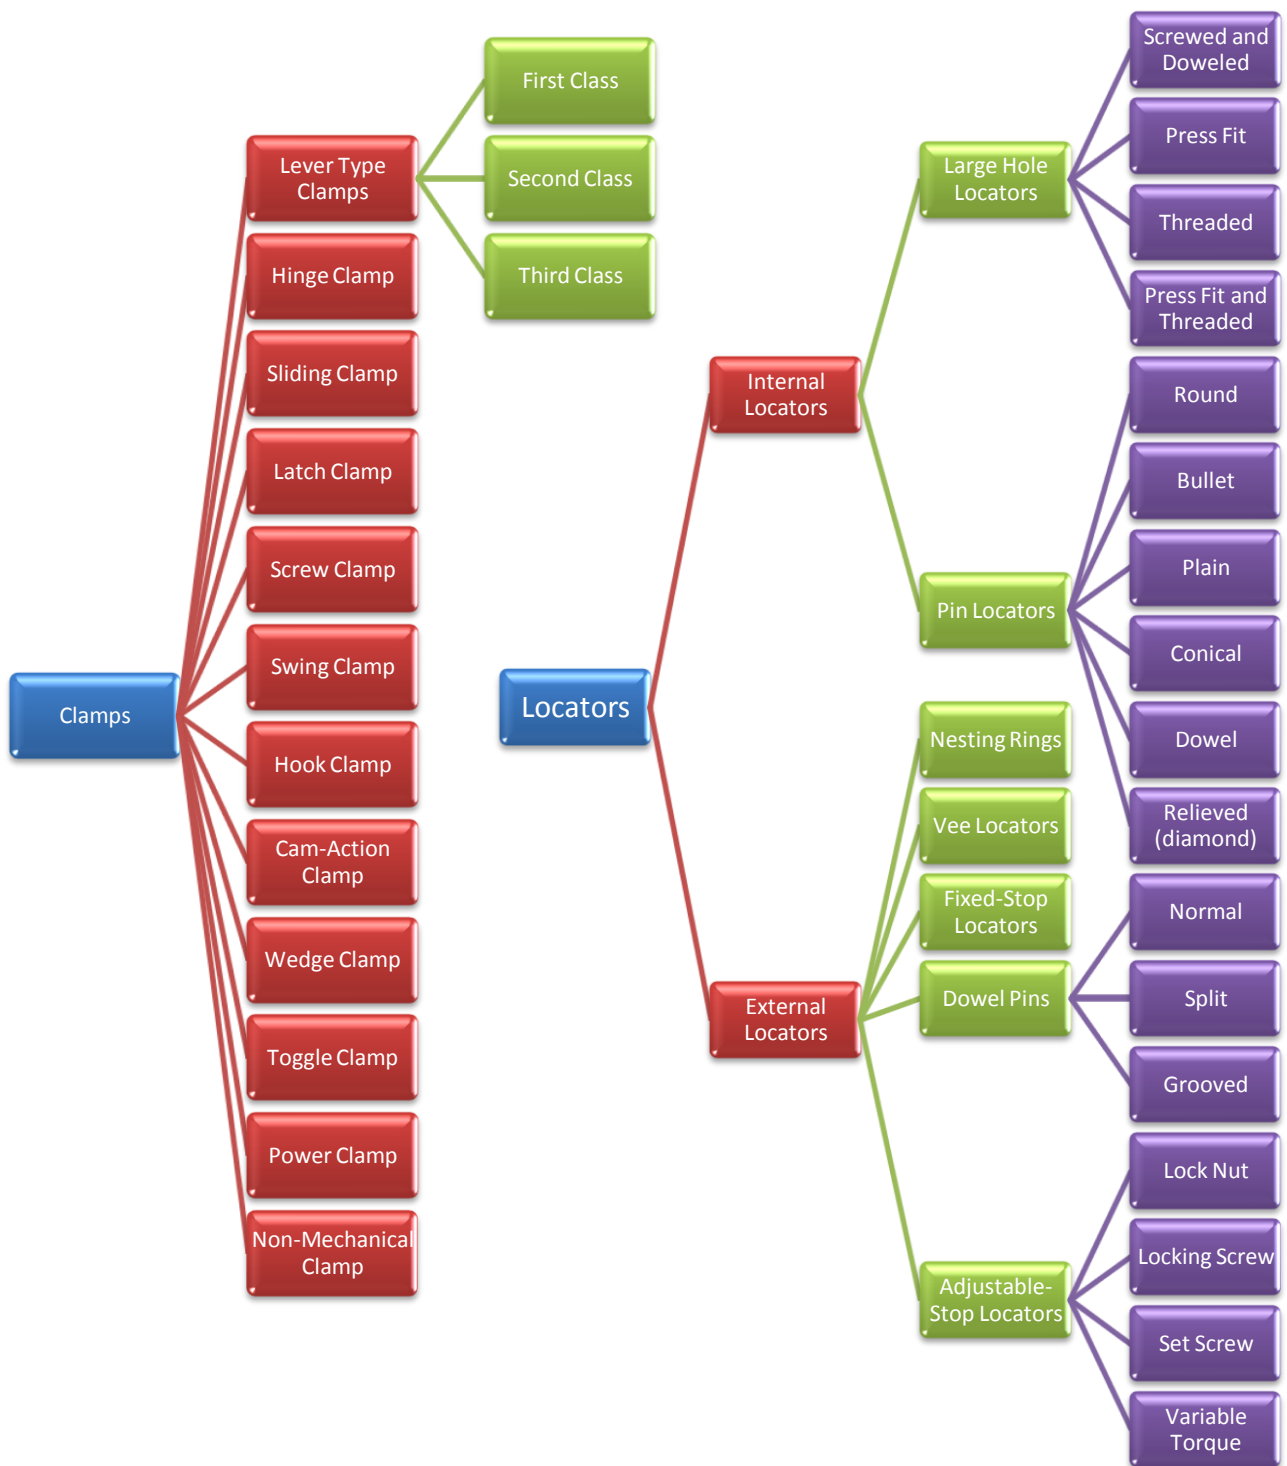 Clamps
Lever Type
Clamps
First Class
Second Class
Third Class
Hinge Clamp
Sliding Clamp
Latch Clamp
Screw Clamp
Swing Clamp
Hook Clamp
Cam-Action
Clamp
Wedge Clamp
Toggle Clamp
Power Clamp
Non-Mechanical
Clamp
Locators
Internal
Locators
Large Hole
Locators
Screwed and
Doweled
Press Fit
Threaded
Press Fit and
Threaded
Pin Locators
Round
Bullet
Plain
Conical
Dowel
Relieved
(diamond)
External
Locators
Nesting Rings
Vee Locators
Fixed-Stop
Locators
Dowel Pins
Normal
Split
Grooved
Adjustable-
Stop Locators
Lock Nut
Locking Screw
Set Screw
Variable
Torque